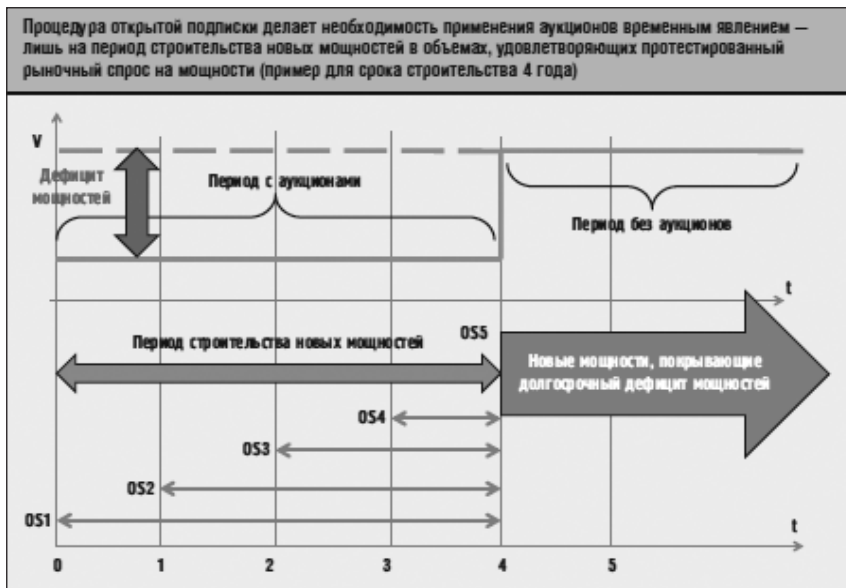 Процедура открытой подписки делает необходимость применения аукционов временным явлением —
лишь на период строительства новых мощностей в объемах, удовлетворяющих протестированный
рыночный спрос на мощности (пример для срока строительства 4 года)
V
Дефицит
мощностей
Период с аукционами
Период без аукционов
t
Период строительства новых мощностей
OS5
Новые мощности, покрывающие
долгосрочный дефицит мощностей
OS4
OS3
OS2
OS1
t
0 1 2 3 4 5